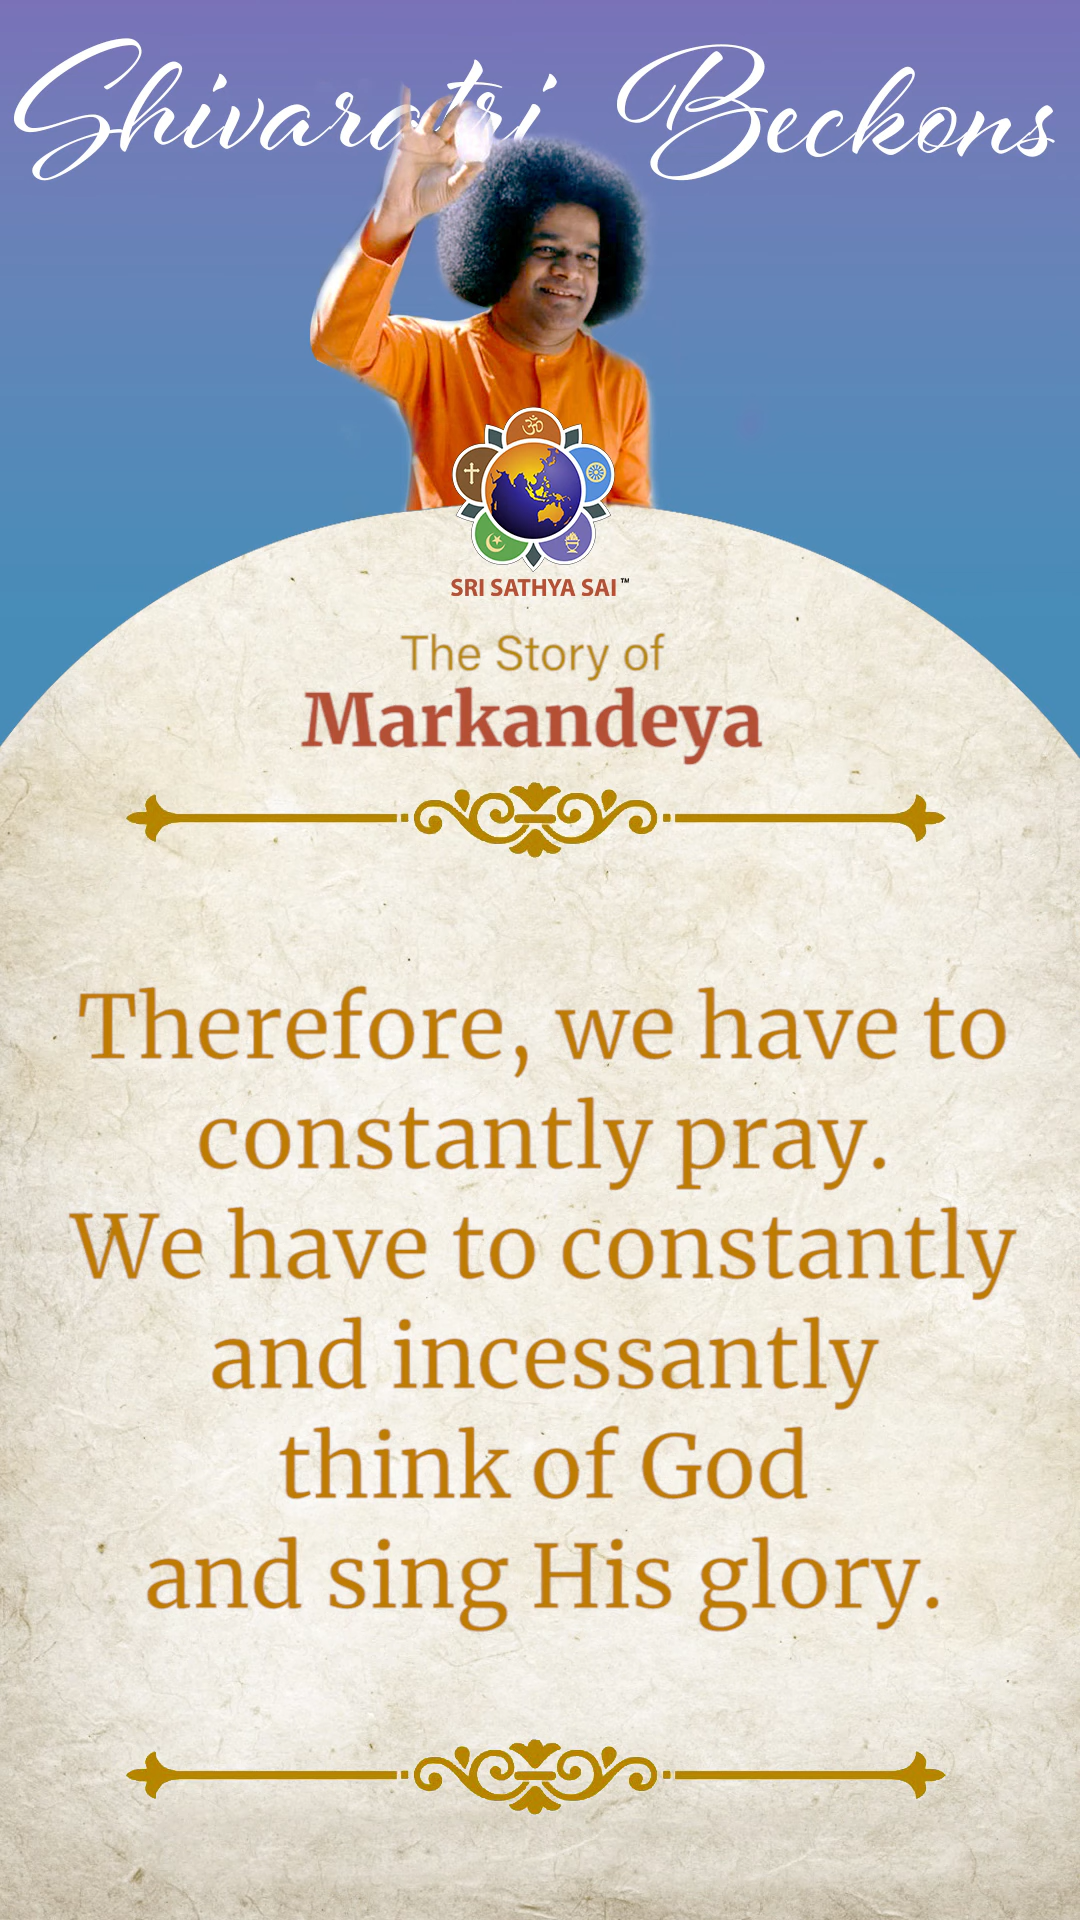 Shivaratri Beckons
ॐ
SRI SATHYA SAI™
The Story of
Markandeya
Therefore, we have to
constantly pray.
We have to constantly
and incessantly
think of God
and sing His glory.